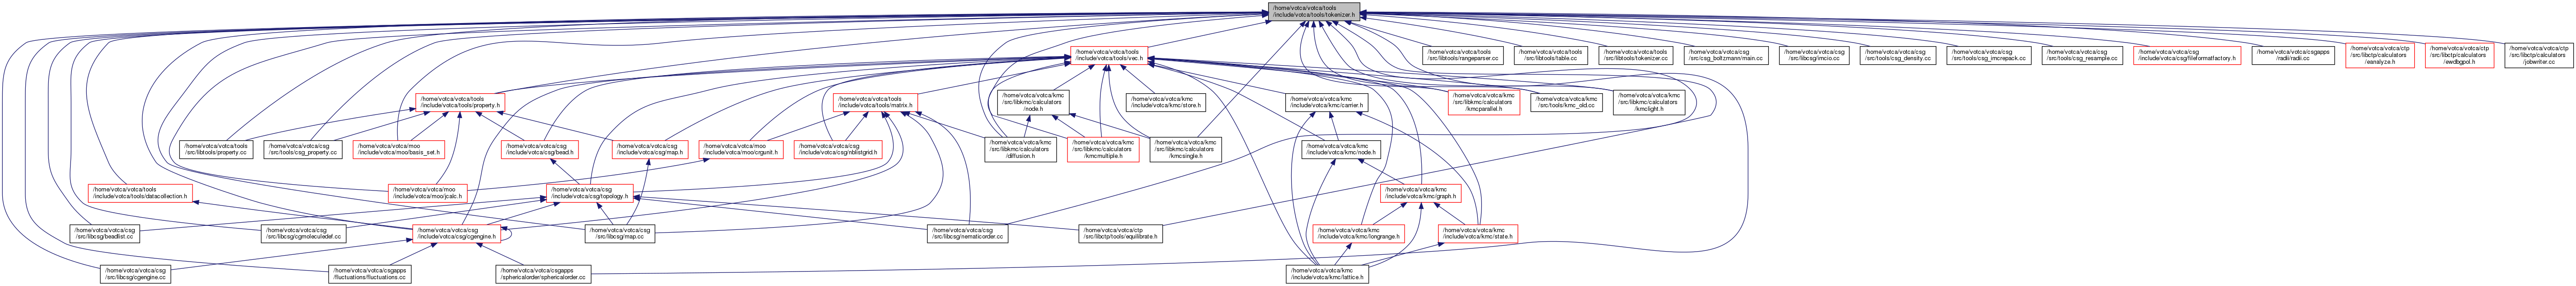 /home/votca/votca/tools
/include/votca/tools/tokenizer.h
/home/votca/votca/tools
/include/votca/tools/vec.h
/home/votca/votca/tools
/src/libtools/rangeparser.cc
/home/votca/votca/tools
/src/libtools/table.cc
/home/votca/votca/tools
/src/libtools/tokenizer.cc
/home/votca/votca/csg
/src/csg_boltzmann/main.cc
/home/votca/votca/csg
/src/libcsg/imcio.cc
/home/votca/votca/csg
/src/tools/csg_density.cc
/home/votca/votca/csg
/src/tools/csg_imcrepack.cc
/home/votca/votca/csg
/src/tools/csg_resample.cc
/home/votca/votca/csg
/include/votca/csg/fileformatfactory.h
/home/votca/votca/csgapps
/radii/radii.cc
/home/votca/votca/ctp
/src/libctp/calculators
/eanalyze.h
/home/votca/votca/ctp
/src/libctp/calculators
/ewdbgpol.h
/home/votca/votca/ctp
/src/libctp/calculators
/jobwriter.cc
/home/votca/votca/tools
/include/votca/tools/property.h
/home/votca/votca/tools
/include/votca/tools/matrix.h
/home/votca/votca/kmc
/src/libkmc/calculators
/node.h
/home/votca/votca/kmc
/include/votca/kmc/store.h
/home/votca/votca/kmc
/include/votca/kmc/carrier.h
/home/votca/votca/kmc
/src/libkmc/calculators
/kmcparallel.h
/home/votca/votca/kmc
/src/tools/kmc_old.cc
/home/votca/votca/kmc
/src/libkmc/calculators
/kmclight.h
/home/votca/votca/tools
/src/libtools/property.cc
/home/votca/votca/csg
/src/tools/csg_property.cc
/home/votca/votca/moo
/include/votca/moo/basis_set.h
/home/votca/votca/csg
/include/votca/csg/bead.h
/home/votca/votca/csg
/include/votca/csg/map.h
/home/votca/votca/moo
/include/votca/moo/crgunit.h
/home/votca/votca/csg
/include/votca/csg/nblistgrid.h
/home/votca/votca/kmc
/src/libkmc/calculators
/diffusion.h
/home/votca/votca/kmc
/src/libkmc/calculators
/kmcmultiple.h
/home/votca/votca/kmc
/src/libkmc/calculators
/kmcsingle.h
/home/votca/votca/kmc
/include/votca/kmc/node.h
/home/votca/votca/tools
/include/votca/tools/datacollection.h
/home/votca/votca/moo
/include/votca/moo/jcalc.h
/home/votca/votca/csg
/include/votca/csg/topology.h
/home/votca/votca/kmc
/include/votca/kmc/graph.h
/home/votca/votca/csg
/src/libcsg/beadlist.cc
/home/votca/votca/csg
/src/libcsg/cgmoleculedef.cc
/home/votca/votca/csg
/include/votca/csg/cgengine.h
/home/votca/votca/csg
/src/libcsg/map.cc
/home/votca/votca/csg
/src/libcsg/nematicorder.cc
/home/votca/votca/ctp
/src/libctp/tools/equilibrate.h
/home/votca/votca/kmc
/include/votca/kmc/longrange.h
/home/votca/votca/kmc
/include/votca/kmc/state.h
/home/votca/votca/csg
/src/libcsg/cgengine.cc
/home/votca/votca/csgapps
/fluctuations/fluctuations.cc
/home/votca/votca/csgapps
/sphericalorder/sphericalorder.cc
/home/votca/votca/kmc
/include/votca/kmc/lattice.h